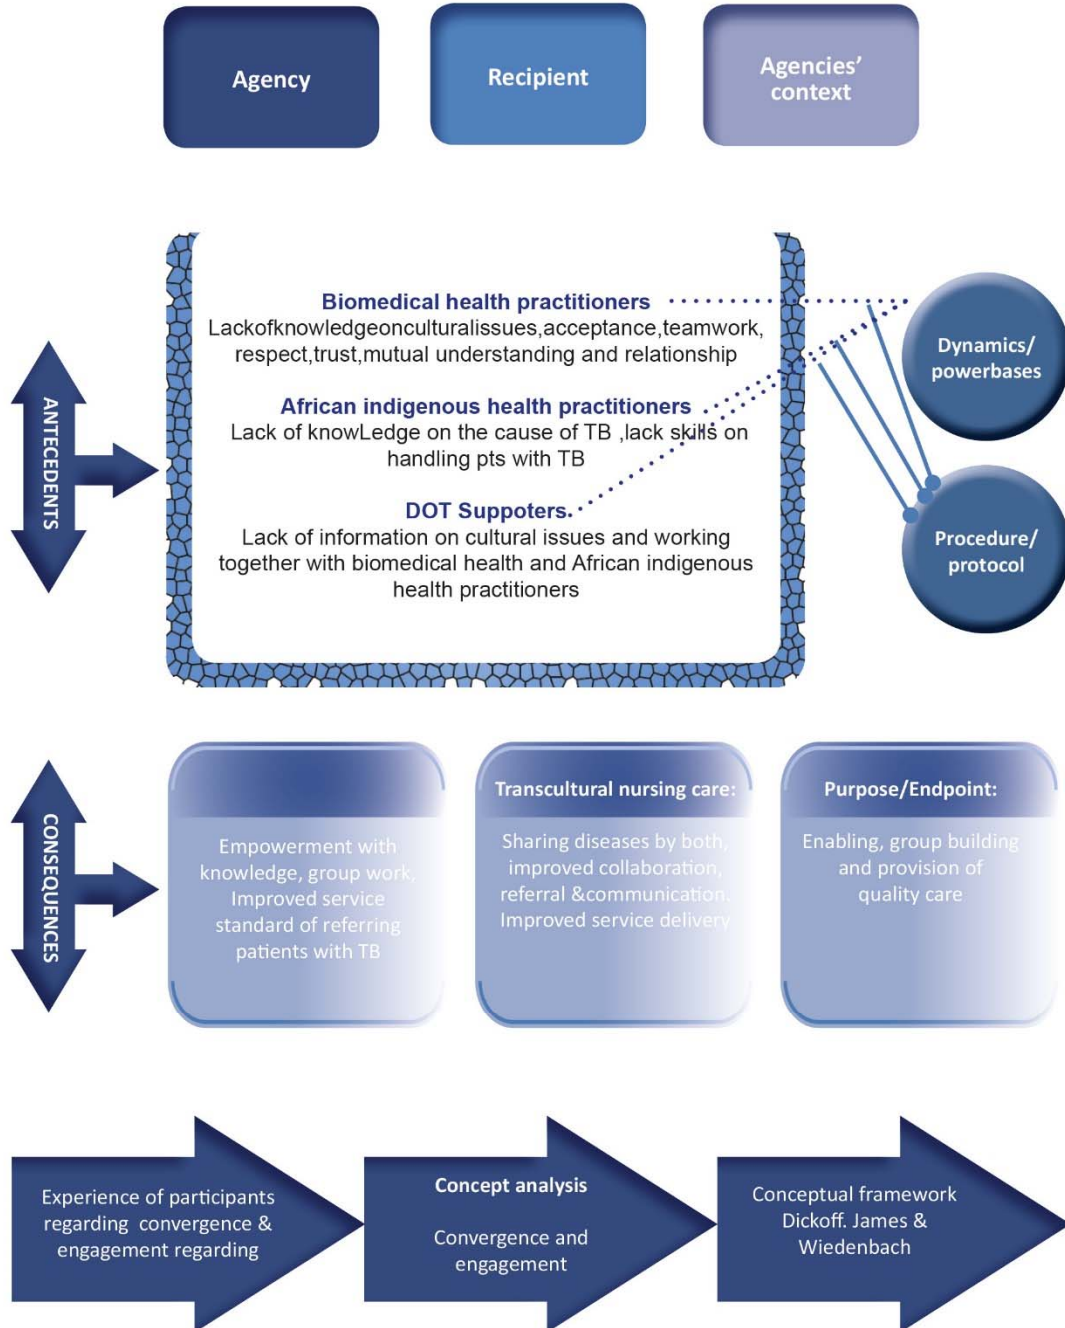 Agency
Recipient
Agencies’
context
Biomedical health practitioners
Lackofknowledgeonculturalissues,acceptance,teamwork,
respect,trust,mutual understanding and relationship
African indigenous health practitioners
Lack of knowLedge on the cause of TB ,lack skills on
handling pts with TB
DOT Suppoters
Lack of information on cultural issues and working
together with biomedical health and African indigenous
health practitioners
Dynamics/
powerbases
Procedure/
protocol
ANTECEDENTS
CONSEQUENCES
Empowerment with
knowledge, group work,
Improved service
standard of referring
patients with TB
Transcultural nursing care:
Sharing diseases by both,
improved collaboration,
referral &communication.
Improved service delivery
Purpose/Endpoint:
Enabling, group building
and provision of
quality care
Experience of participants
regarding convergence &
engagement regarding
Concept analysis
Convergence and
engagement
Conceptual framework
Dickoff. James &
Wiedenbach